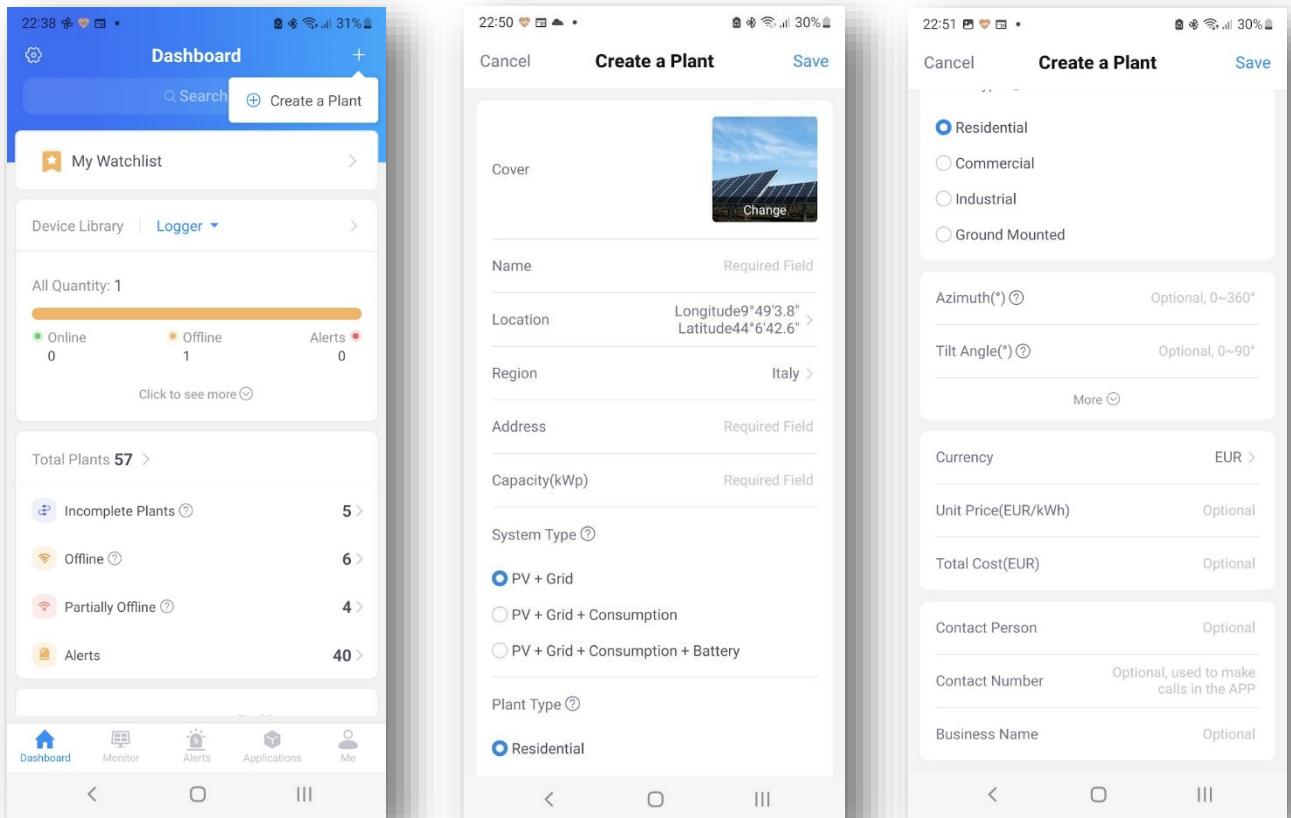 22:38
31%
Dashboard
Search
Create a Plant
My Watchlist
Device Library
Logger
All Quantity: 1
Online
Offline
Alerts
0
1
0
Click to see more
Total Plants 57
Incomplete Plants
5
Offline
6
Partially Offline
4
Alerts
40
Dashboard
Monitor
Alerts
Applications
Me
22:50
30%
Cancel
Create a Plant
Save
Cover
Change
Name
Required Field
Location
Longitude9°49'3.8"
Latitude44°6'42.6"
Region
Italy
Address
Required Field
Capacity(kWp)
Required Field
System Type
PV + Grid
PV + Grid + Consumption
PV + Grid + Consumption + Battery
Plant Type
Residential
22:51
30%
Cancel
Create a Plant
Save
Residential
Commercial
Industrial
Ground Mounted
Azimuth(°)
Optional, 0~360°
Tilt Angle(°)
Optional, 0~90°
More
Currency
EUR
Unit Price(EUR/kWh)
Optional
Total Cost(EUR)
Optional
Contact Person
Optional
Contact Number
Optional, used to make
calls in the APP
Business Name
Optional